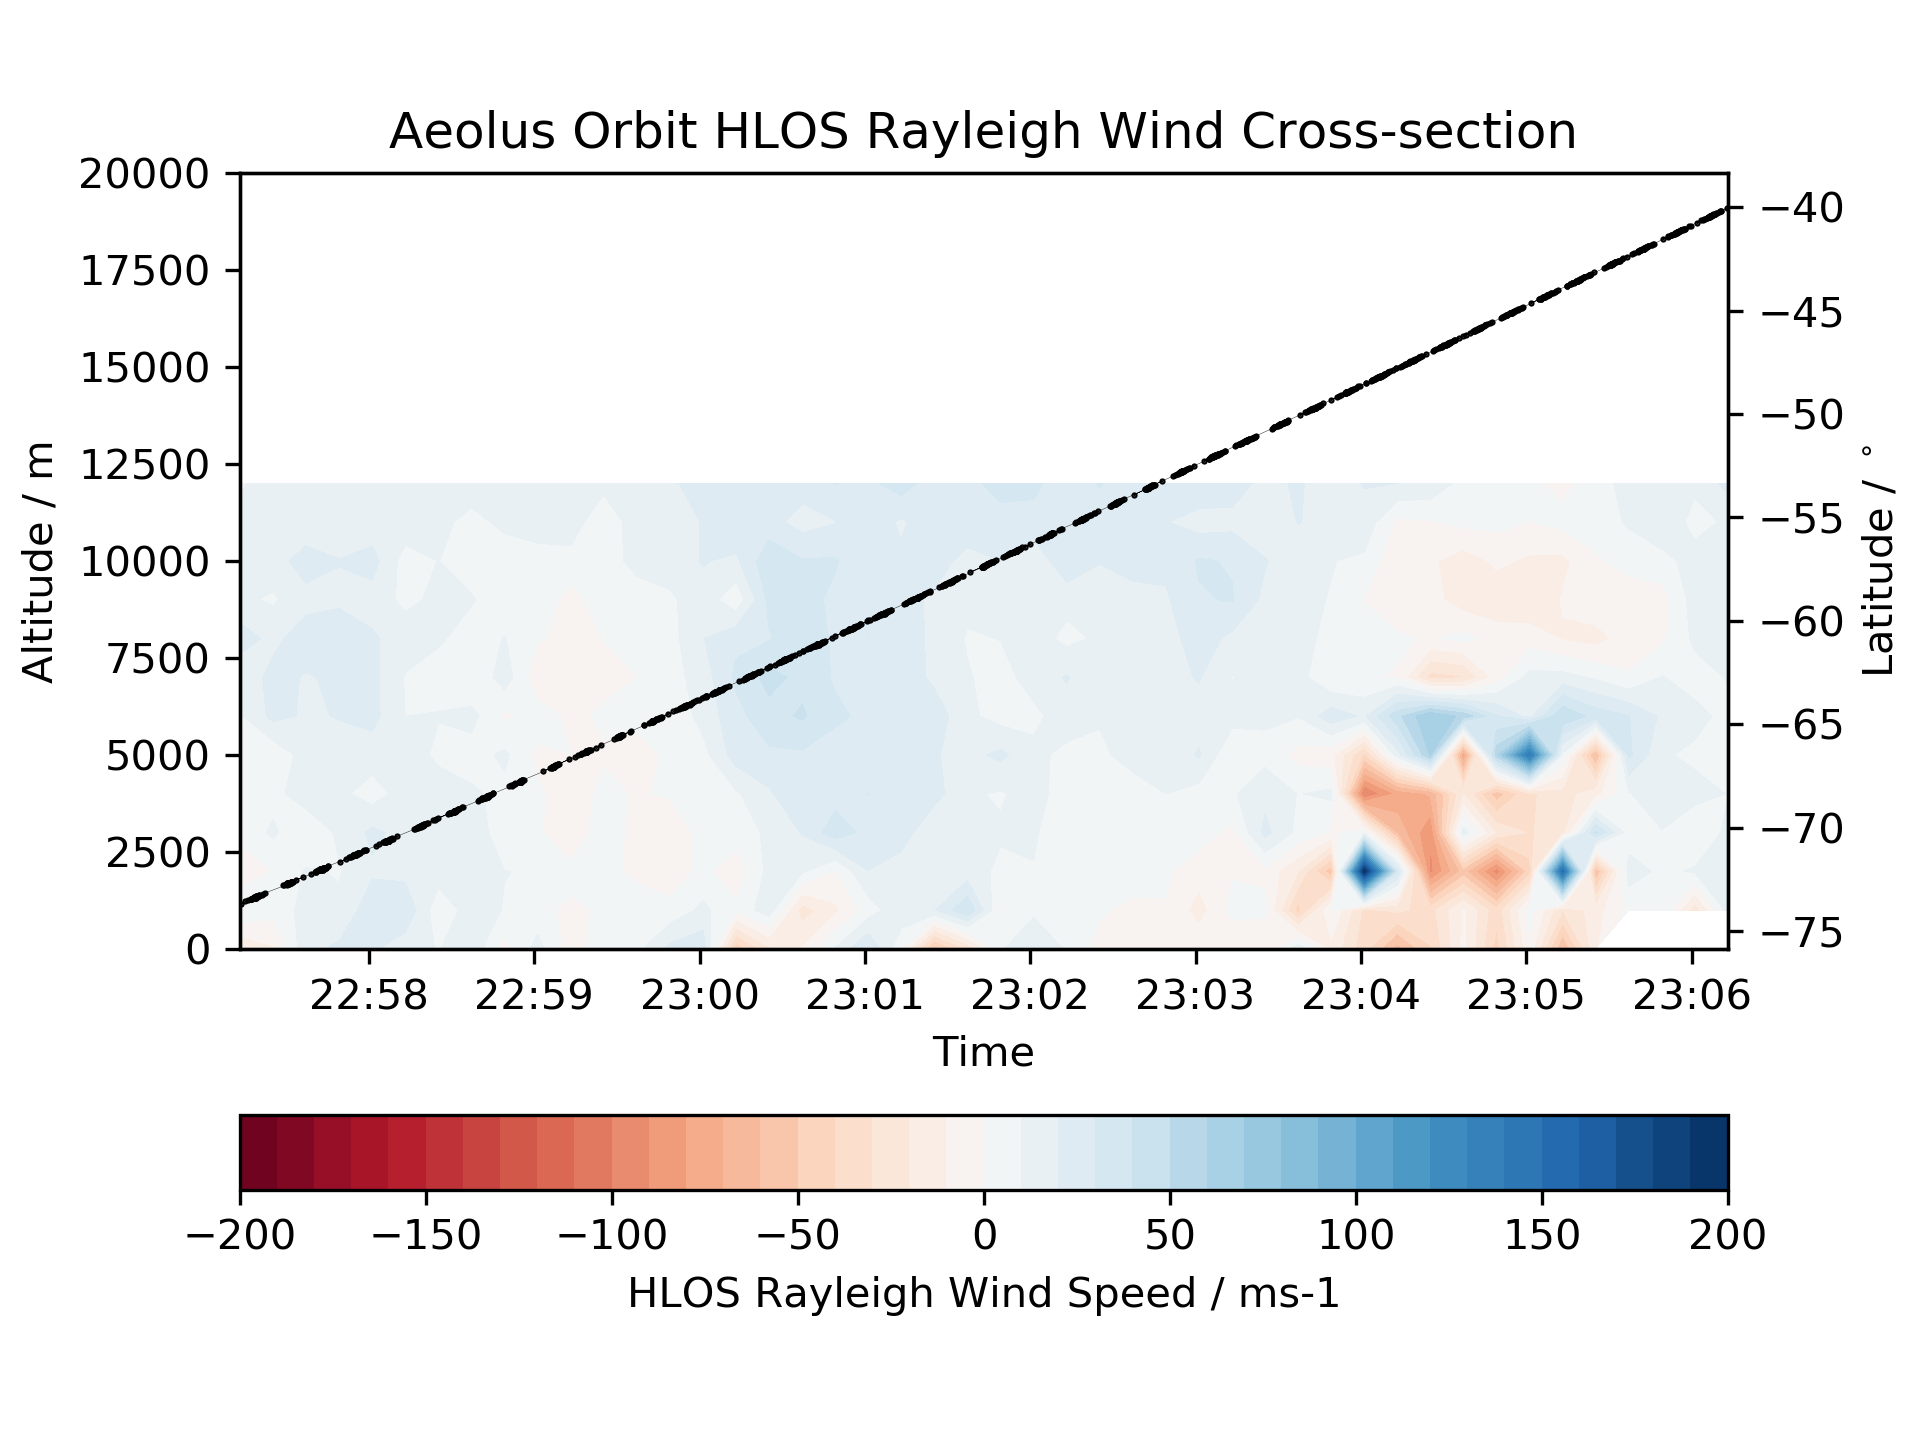 Aeolus Orbit HLOS Rayleigh Wind Cross-section
20000
17500
15000
12500
10000
7500
5000
2500
0
Altitude / m
−40
−45
−50
−55
−60
−65
−70
−75
Latitude / °
22:58 22:59 23:00 23:01 23:02 23:03 23:04 23:05 23:06
Time
−200 −150 −100 −50 0 50 100 150 200
HLOS Rayleigh Wind Speed / ms-1